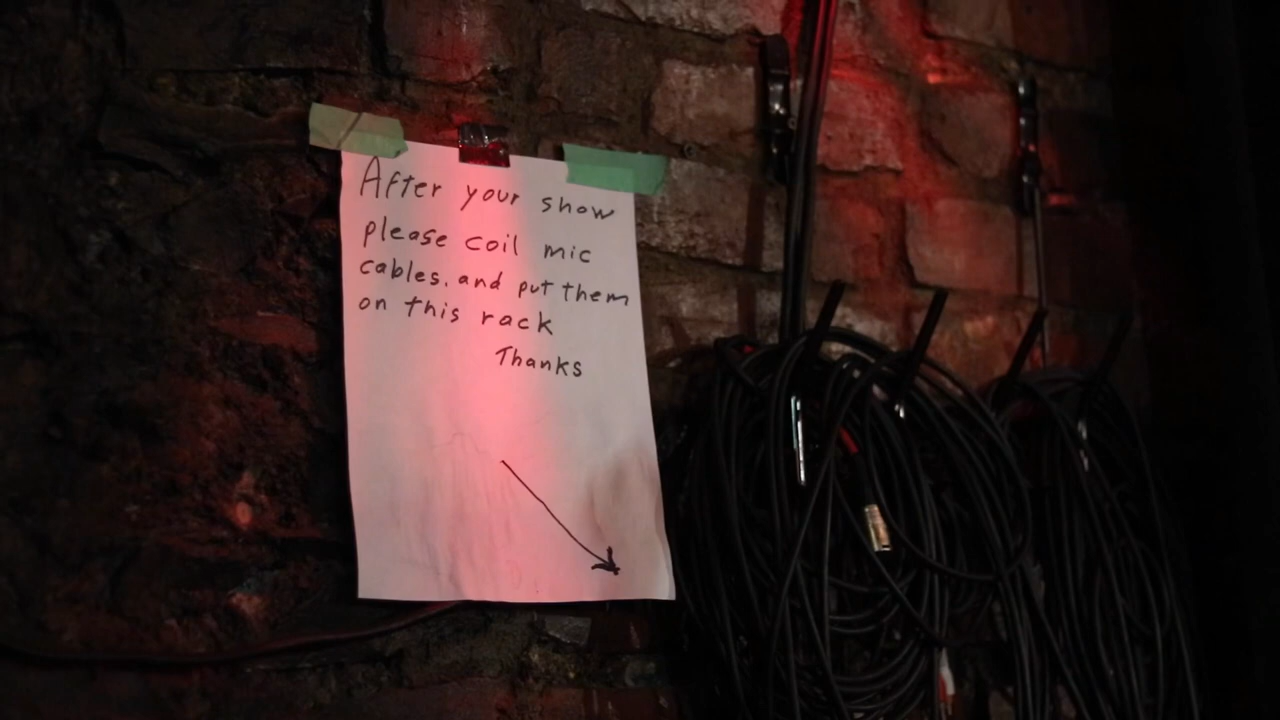 After your show
please coil mic
cables, and put them
on this rack
Thanks